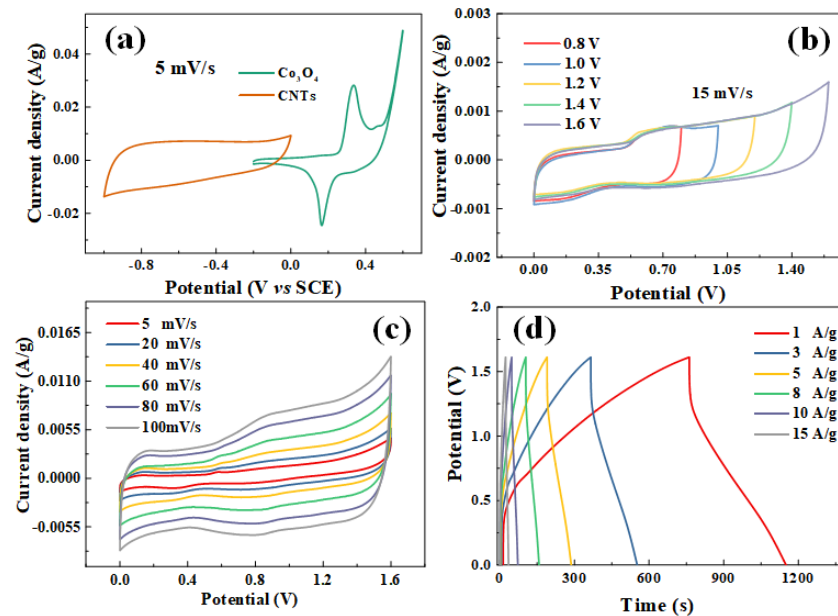 (a)
5 mV/s
Co₃O₄
CNTs
0.04
0.02
0.00
-0.02
-0.8
-0.4
0.0
0.4
Current density (A/g)
Potential (V vs SCE)
(b)
0.8 V
1.0 V
1.2 V
1.4 V
1.6 V
15 mV/s
0.003
0.002
0.001
0.000
-0.001
-0.002
0.00
0.35
0.70
1.05
1.40
Current density (A/g)
Potential (V)
(c)
5 mV/s
20 mV/s
40 mV/s
60 mV/s
80 mV/s
100mV/s
0.0165
0.0110
0.0055
0.0000
-0.0055
0.0
0.4
0.8
1.2
1.6
Current density (A/g)
Potential (V)
(d)
1 A/g
3 A/g
5 A/g
8 A/g
10 A/g
15 A/g
2.0
1.5
1.0
0.5
0.0
0
300
600
900
1200
Potential (V)
Time (s)